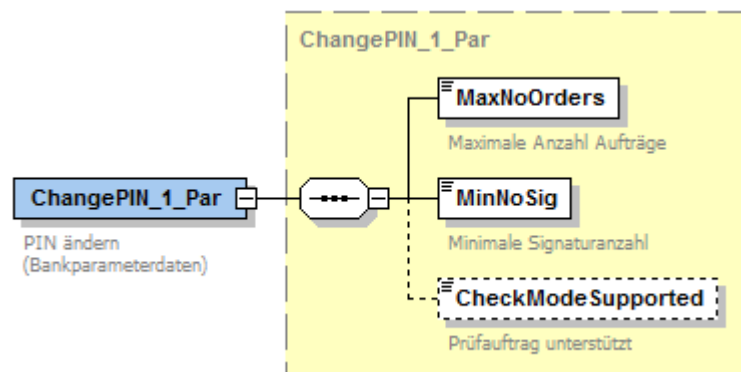 ChangePIN_1_Par
MaxNoOrders
Maximale Anzahl Aufträge
ChangePIN_1_Par
PIN ändern
(Bankparameterdaten)
MinNoSig
Minimale Signaturanzahl
CheckModeSupported
Prüfauftrag unterstützt